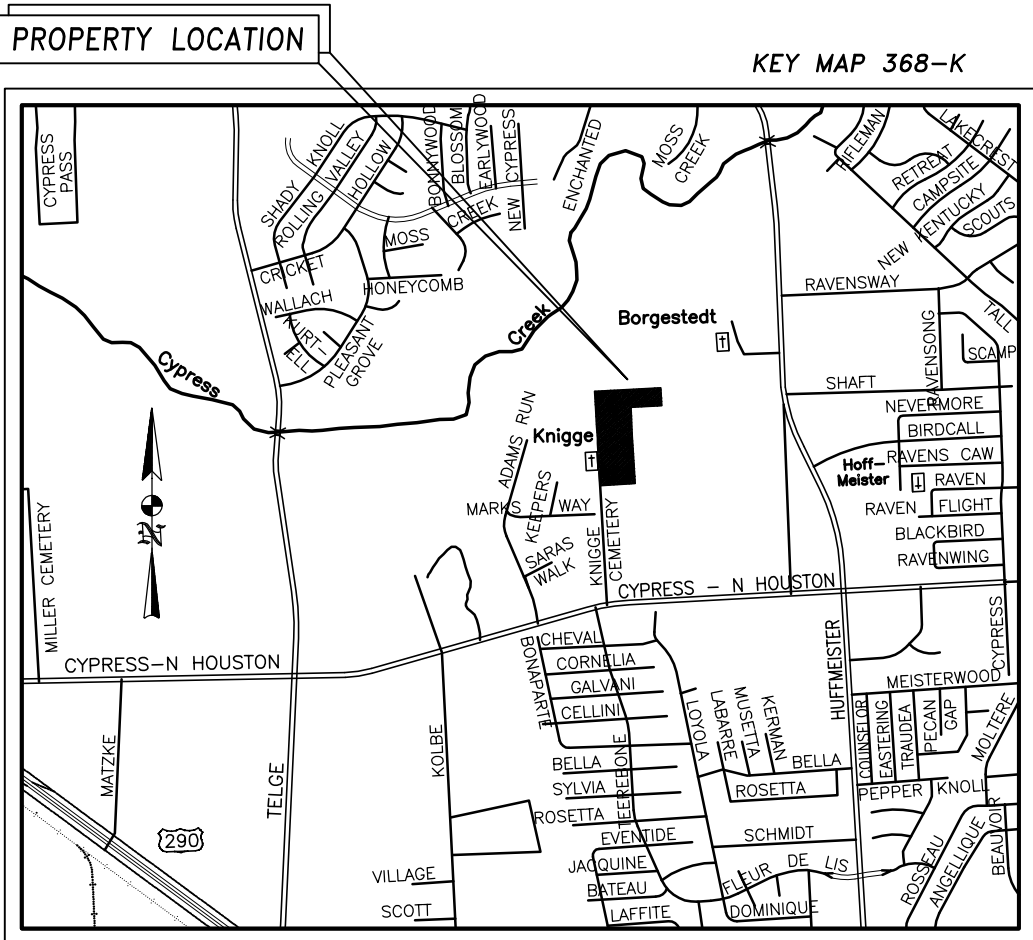 PROPERTY LOCATION
KEY MAP 368-K
CYPRESS
PASS
SHADY KNOLL
ROLLING VALLEY
HOLLOW
BONNYWOOD
BLOSSOM
EARLYWOOD
NEW CYPRESS
ENCHANTED
MOSS
CREEK
RIFLEMAN
LAKECREST
RETREAT
CAMPSITE
NEW KENTUCKY
SCOUTS
CREEK
MOSS
CRICKET
HONEYCOMB
WALLACH
KURT-
ELL
PLEASANT
GROVE
Creek
Borgestedt
RAVENSWAY
TALL
RAVENSONG
SCAMP
Cypress
SHAFT
NEVERMORE
BIRDCALL
RAVENS CAW
Hoff-
Meister
RAVEN
RAVEN
FLIGHT
BLACKBIRD
RAVENWING
ADAMS RUN
Knigge
KEEPERS
MARKS WAY
SARAS
WALK
KNIGGE
CEMETERY
MILLER CEMETERY
N
CYPRESS - N HOUSTON
CYPRESS-N HOUSTON
CHEVAL
CORNELIA
GALVANI
CELLINI
BONAPARTE
BELLA
SYLVIA
ROSETTA
TEEREBONE
EVENTIDE
JACQUINE
BATEAU
LAFFITE
LOYOLA
LABARRE
MUSETTA
KERMAN
BELLA
ROSETTA
SCHMIDT
FLEUR DE LIS
DOMINIQUE
HUFFMEISTER
CYPRESS
MEISTERWOOD
COUNSELOR
EASTERING
TRAUDEA
PECAN
GAP
MOLTERE
PEPPER KNOLL
ROSSEAU
ANGELLIQUE
BEAUVOIR
MATZKE
TELGE
KOLBE
290
VILLAGE
SCOTT